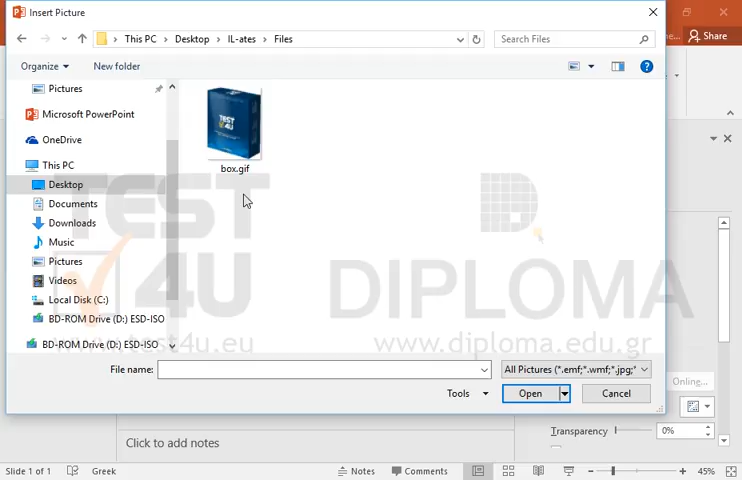 Insert Picture
This PC > Desktop > IL-ates > Files
Search Files
Share
Organize
New folder
Pictures
Microsoft PowerPoint
OneDrive
This PC
Desktop
Documents
Downloads
Music
Pictures
Videos
Local Disk (C:)
BD-ROM Drive (D:) ESD-ISO
BD-ROM Drive (D:) ESD-ISO
TEST
4U
box.gif
TEST
4U
www.test4u.eu
DIPLOMA
www.diploma.edu.gr
File name:
All Pictures (*.emf;*.wmf;*.jpg;*
Tools
Open
Cancel
Online...
Transparency
0%
Click to add notes
Slide 1 of 1
Greek
Notes
Comments
45%